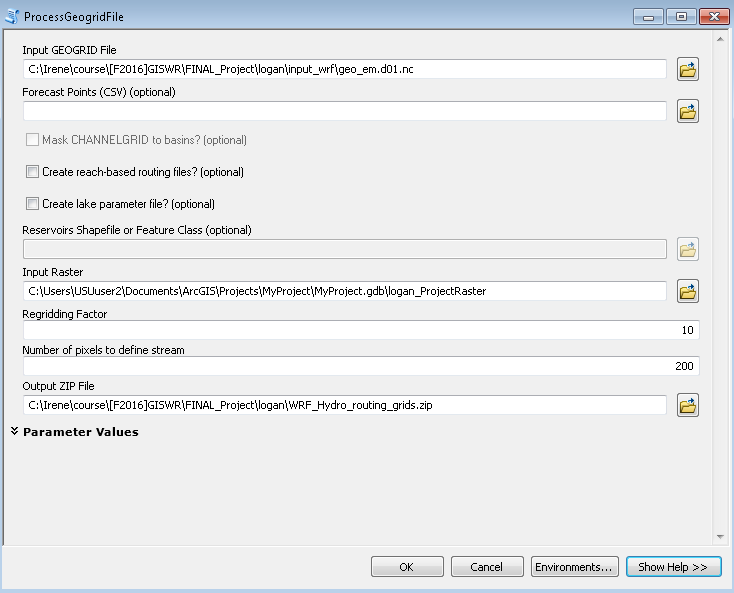 ProcessGeogridFile
Input GEOGRID File
C:\Irene\course\[F2016]GISWR\FINAL_Project\logan\input_wrf\geo_em.d01.nc
Forecast Points (CSV) (optional)
Mask CHANNELGRID to basins? (optional)
Create reach-based routing files? (optional)
Create lake parameter file? (optional)
Reservoirs Shapefile or Feature Class (optional)
Input Raster
C:\Users\USUuser2\Documents\ArcGIS\Projects\MyProject\MyProject.gdb\logan_ProjectRaster
Regridding Factor
10
Number of pixels to define stream
200
Output ZIP File
C:\Irene\course\[F2016]GISWR\FINAL_Project\logan\WRF_Hydro_routing_grids.zip
Parameter Values
OK Cancel Environments... Show Help >>